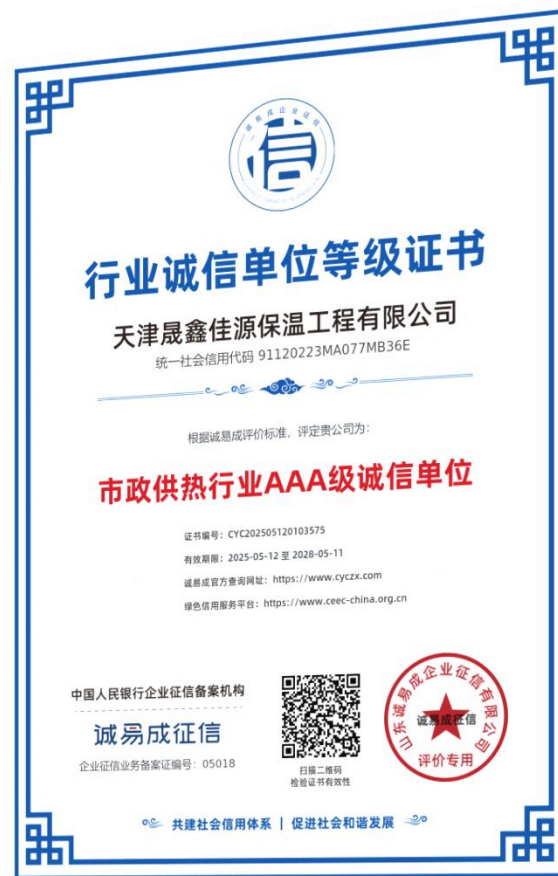 诚易成企业征信
信
行业诚信单位等级证书
天津晟鑫佳源保温工程有限公司
统一社会信用代码 91120223MA077MB36E
根据诚易成评价标准，评定贵公司为：
市政供热行业AAA级诚信单位
证书编号：CYC202505120103575
有效期限：2025-05-12 至 2028-05-11
诚易成官方查询网址：https://www.cyczx.com
绿色信用服务平台：https://www.ceec-china.org.cn
中国人民银行企业征信备案机构
诚易成征信
企业征信业务备案证编号：05018
扫描二维码
检验证书有效性
山东诚易成企业征信有限公司
诚易成征信
评价专用
共建社会信用体系 | 促进社会和谐发展